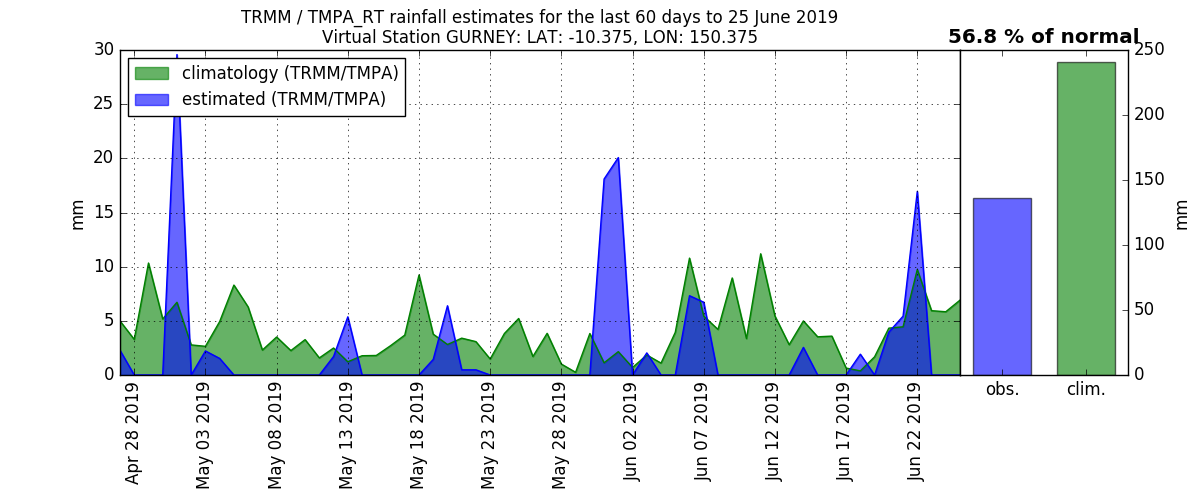 TRMM / TMPA_RT rainfall estimates for the last 60 days to 25 June 2019
Virtual Station GURNEY: LAT: -10.375, LON: 150.375
56.8 % of normal
climatology (TRMM/TMPA)
estimated (TRMM/TMPA)
30
25
20
15
10
5
0
mm
Apr 28 2019
May 03 2019
May 08 2019
May 13 2019
May 18 2019
May 23 2019
May 28 2019
Jun 02 2019
Jun 07 2019
Jun 12 2019
Jun 17 2019
Jun 22 2019
250
200
150
100
50
0
mm
obs.
clim.